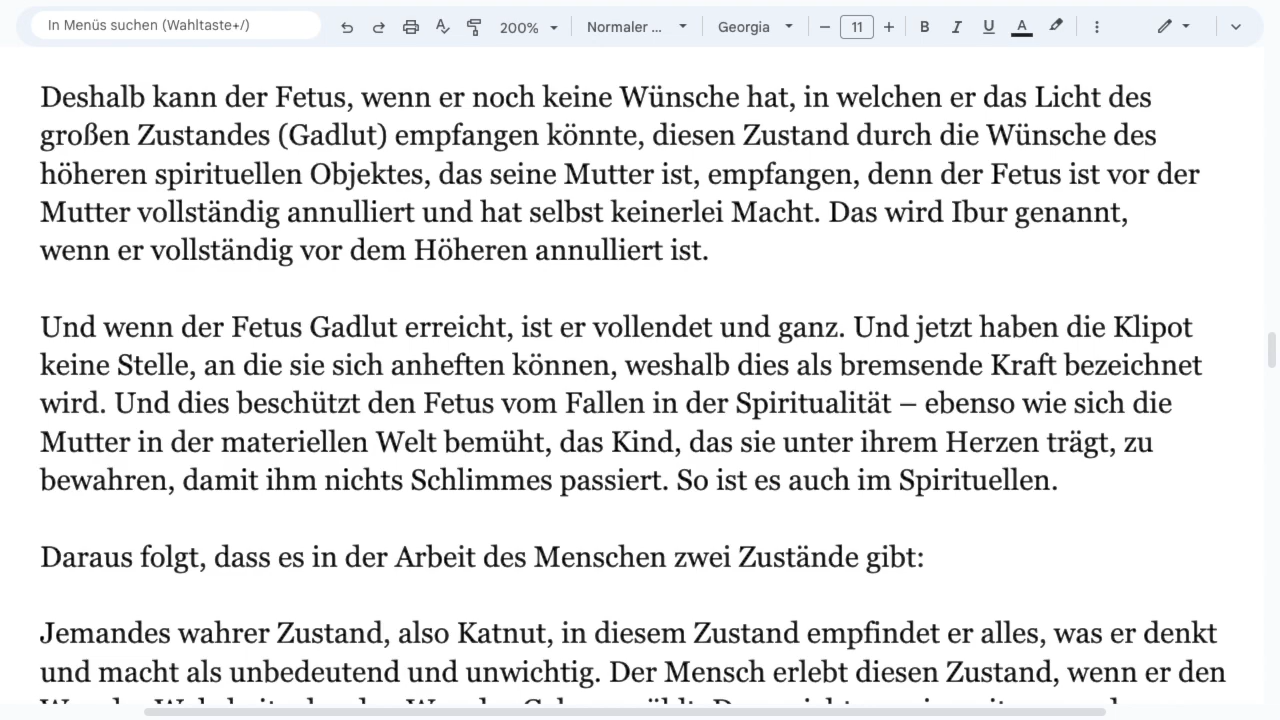 In Menüs suchen (Wahltaste+/)
200%
Normaler ...
Georgia
11
B I U A
Deshalb kann der Fetus, wenn er noch keine Wünsche hat, in welchen er das Licht des
großen Zustandes (Gadlut) empfangen könnte, diesen Zustand durch die Wünsche des
höheren spirituellen Objektes, das seine Mutter ist, empfangen, denn der Fetus ist vor der
Mutter vollständig annulliert und hat selbst keinerlei Macht. Das wird Ibur genannt,
wenn er vollständig vor dem Höheren annulliert ist.
Und wenn der Fetus Gadlut erreicht, ist er vollendet und ganz. Und jetzt haben die Klipot
keine Stelle, an die sie sich anheften können, weshalb dies als bremsende Kraft bezeichnet
wird. Und dies beschützt den Fetus vom Fallen in der Spiritualität – ebenso wie sich die
Mutter in der materiellen Welt bemüht, das Kind, das sie unter ihrem Herzen trägt, zu
bewahren, damit ihm nichts Schlimmes passiert. So ist es auch im Spirituellen.
Daraus folgt, dass es in der Arbeit des Menschen zwei Zustände gibt:
Jemandes wahrer Zustand, also Katnut, in diesem Zustand empfindet er alles, was er denkt
und macht als unbedeutend und unwichtig. Der Mensch erlebt diesen Zustand, wenn er den